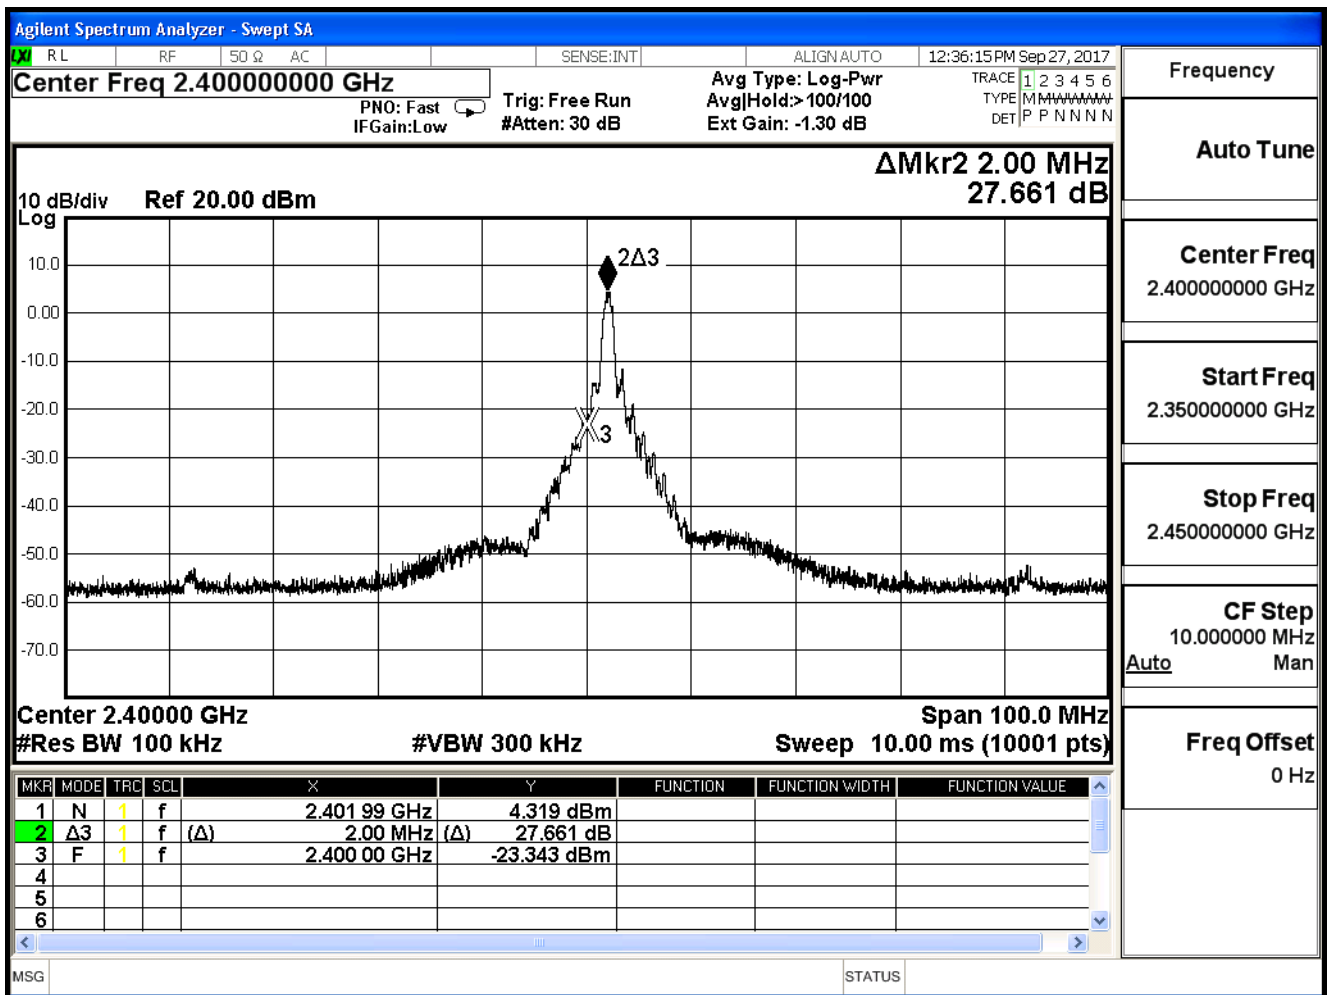 Agilent Spectrum Analyzer - Swept SA
LXI RL RF 50 Ω AC SENSE:INT ALIGN AUTO 12:36:15 PM Sep 27, 2017
Center Freq 2.400000000 GHz
PNO: Fast
IFGain:Low
Trig: Free Run
#Atten: 30 dB
Avg Type: Log-Pwr
Avg|Hold:> 100/100
Ext Gain: -1.30 dB
TRACE 1 2 3 4 5 6
TYPE M M W W W W W
DET P P N N N N
ΔMkr2 2.00 MHz
27.661 dB
10 dB/div Ref 20.00 dBm
Log
10.0
0.00
-10.0
-20.0
-30.0
-40.0
-50.0
-60.0
-70.0
2Δ3
3
Center 2.40000 GHz Span 100.0 MHz
#Res BW 100 kHz #VBW 300 kHz Sweep 10.00 ms (10001 pts)
MKR MODE TRC SCL X Y FUNCTION FUNCTION WIDTH FUNCTION VALUE
1 N 1 f 2.401 99 GHz 4.319 dBm
2 Δ3 1 f (Δ) 2.00 MHz (Δ) 27.661 dB
3 F 1 f 2.400 00 GHz -23.343 dBm
4
5
6
MSG STATUS
Frequency
Auto Tune
Center Freq
2.400000000 GHz
Start Freq
2.350000000 GHz
Stop Freq
2.450000000 GHz
CF Step
10.000000 MHz
Auto Man
Freq Offset
0 Hz